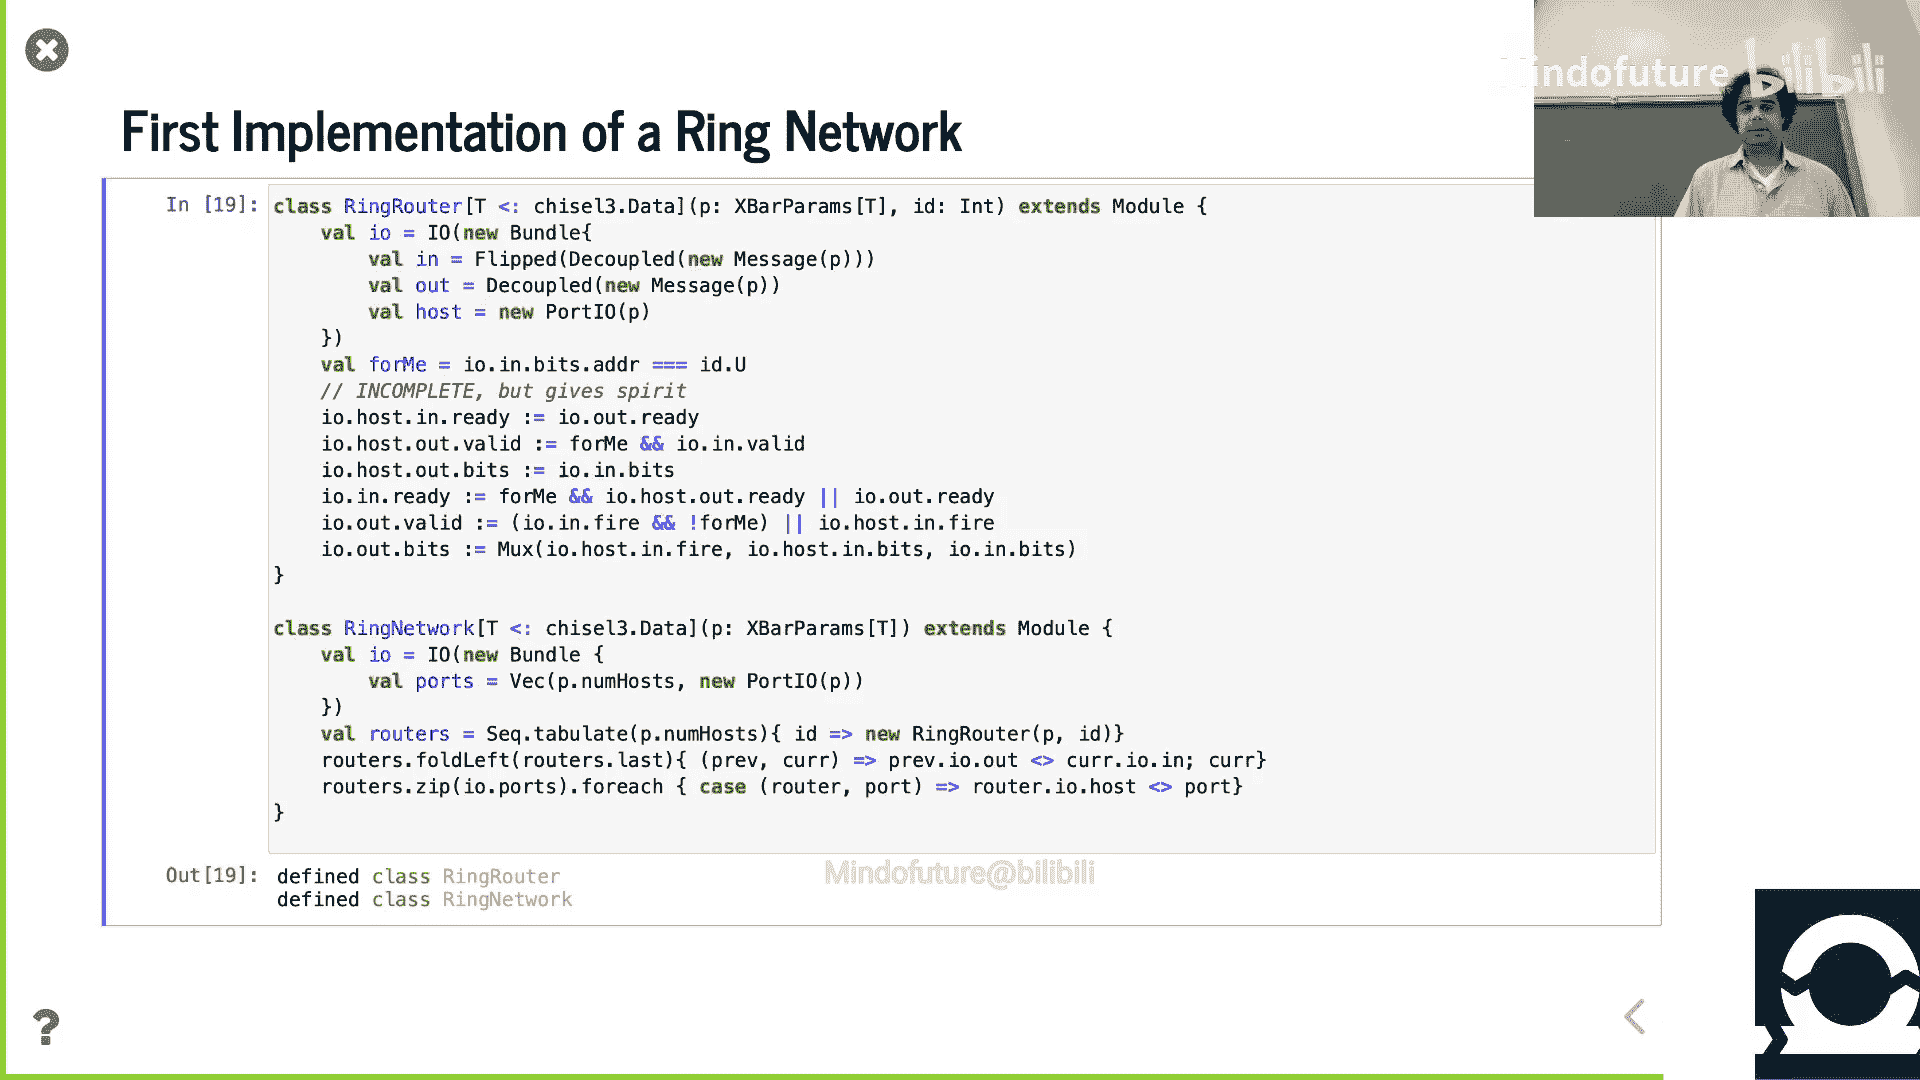 First Implementation of a Ring Network
Mindofuture bilibili
In [19]:
class RingRouter[T <: chisel3.Data](p: XBarParams[T], id: Int) extends Module {
    val io = IO(new Bundle{
        val in = Flipped(Decoupled(new Message(p)))
        val out = Decoupled(new Message(p))
        val host = new PortIO(p)
    })
    val forMe = io.in.bits.addr === id.U
    // INCOMPLETE, but gives spirit
    io.host.in.ready := io.out.ready
    io.host.out.valid := forMe && io.in.valid
    io.host.out.bits := io.in.bits
    io.in.ready := forMe && io.host.out.ready || io.out.ready
    io.out.valid := (io.in.fire && !forMe) || io.host.in.fire
    io.out.bits := Mux(io.host.in.fire, io.host.in.bits, io.in.bits)
}
class RingNetwork[T <: chisel3.Data](p: XBarParams[T]) extends Module {
    val io = IO(new Bundle {
        val ports = Vec(p.numHosts, new PortIO(p))
    })
    val routers = Seq.tabulate(p.numHosts){ id => new RingRouter(p, id)}
    routers.foldLeft(routers.last){ (prev, curr) => prev.io.out <> curr.io.in; curr}
    routers.zip(io.ports).foreach { case (router, port) => router.io.host <> port}
}
Out[19]:
defined class RingRouter
defined class RingNetwork
Mindofuture@bilibili
?